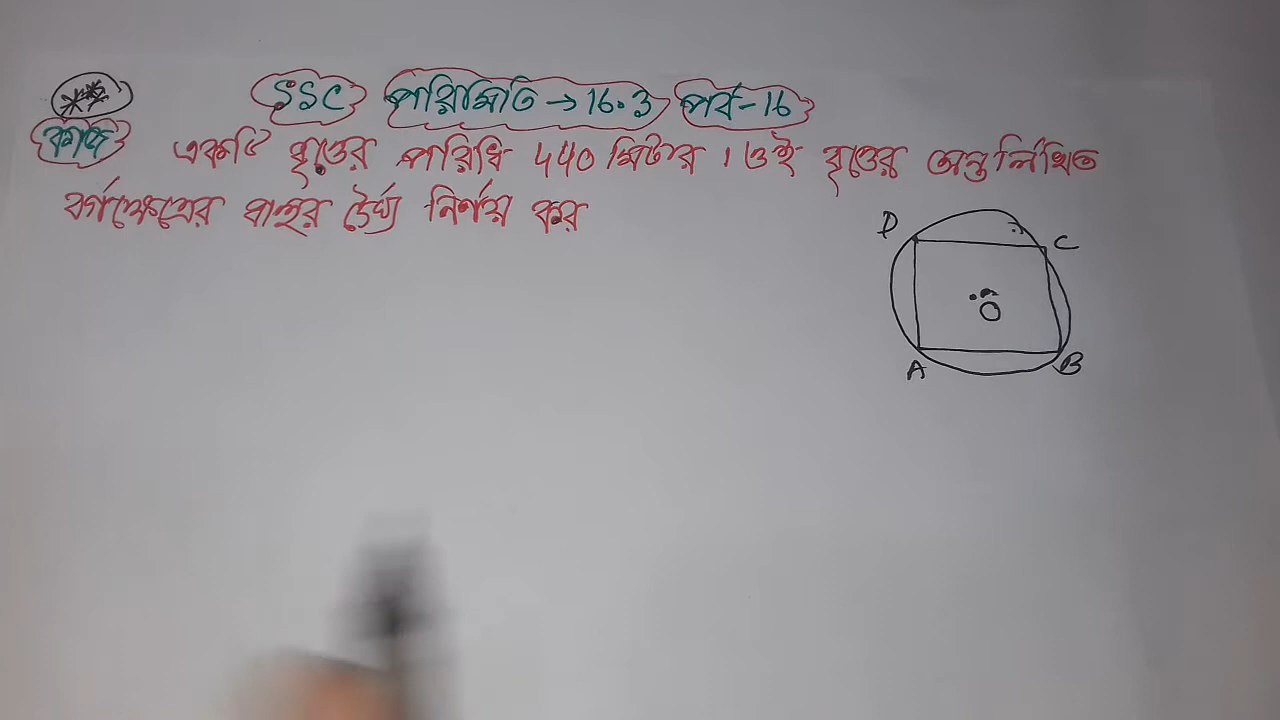 SSC পরিমিতি → 16.3 পর্ব - 16
কাজ একটি বৃত্তের পরিধি 440 মিটার । ওই বৃত্তের অন্তর্লিখিত
বর্গক্ষেত্রের বাহুর দৈর্ঘ্য নির্ণয় কর
D C
O
A B